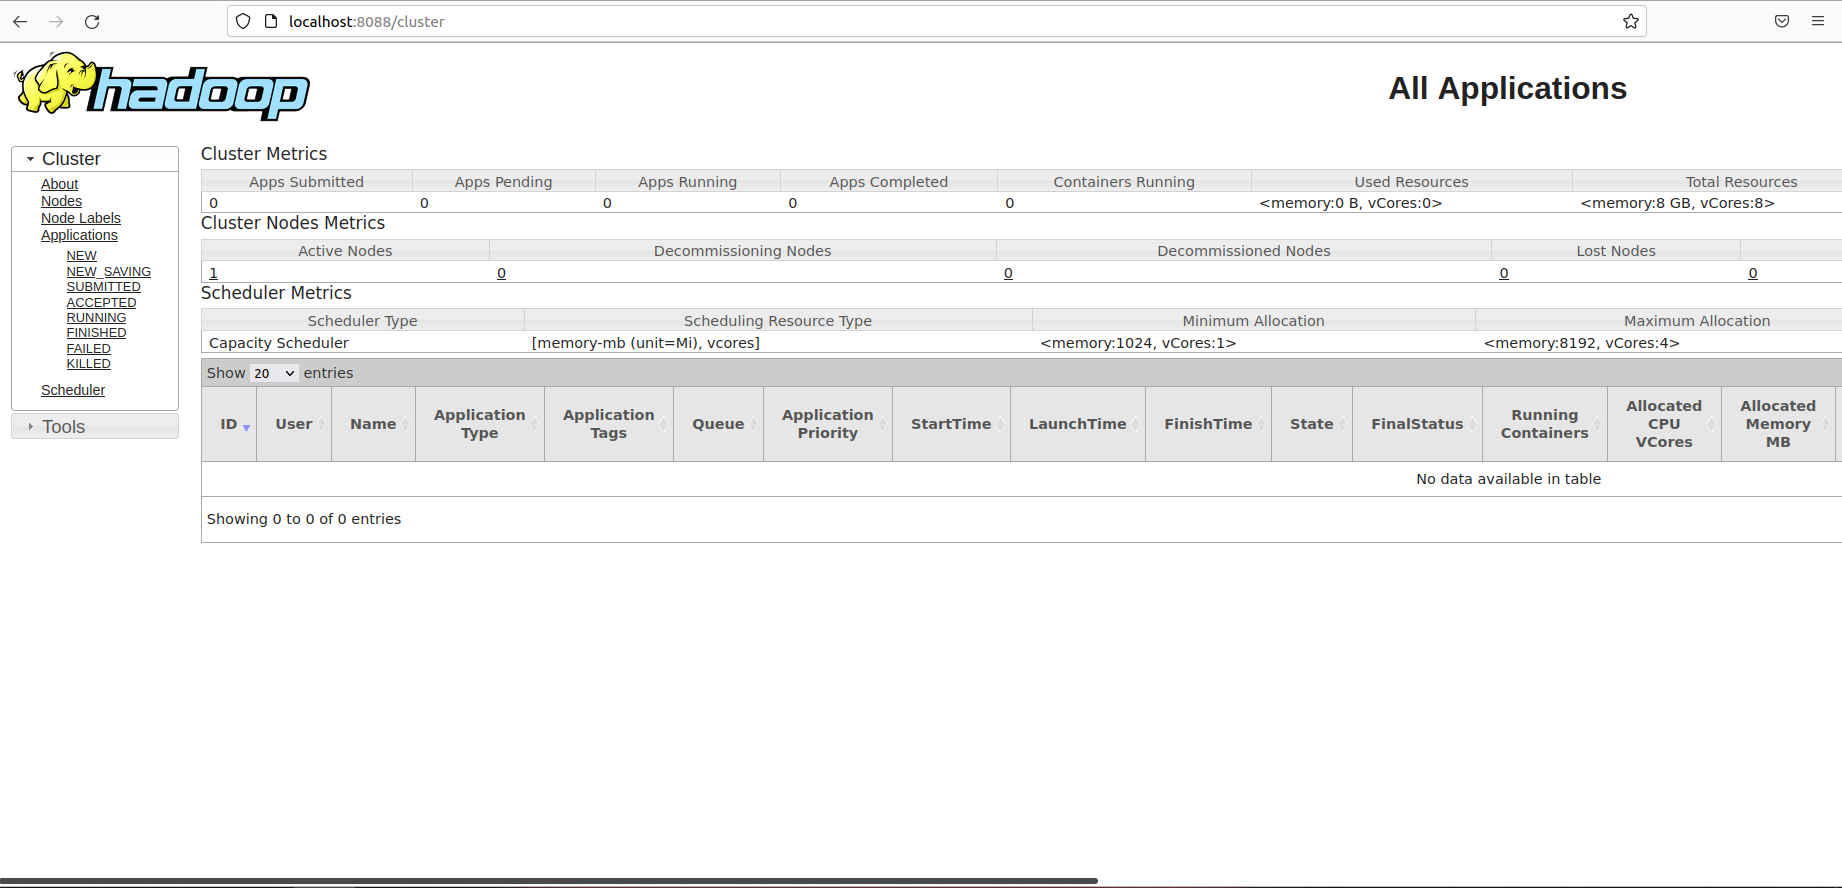 localhost:8088/cluster
hadoop
All Applications
Cluster
About
Nodes
Node Labels
Applications
NEW
NEW_SAVING
SUBMITTED
ACCEPTED
RUNNING
FINISHED
FAILED
KILLED
Scheduler
Tools
Cluster Metrics
Apps Submitted Apps Pending Apps Running Apps Completed Containers Running Used Resources Total Resources
0 0 0 0 0 <memory:0 B, vCores:0> <memory:8 GB, vCores:8>
Cluster Nodes Metrics
Active Nodes Decommissioning Nodes Decommissioned Nodes Lost Nodes
1 0 0 0 0
Scheduler Metrics
Scheduler Type Scheduling Resource Type Minimum Allocation Maximum Allocation
Capacity Scheduler [memory-mb (unit=Mi), vcores] <memory:1024, vCores:1> <memory:8192, vCores:4>
Show 20 entries
ID User Name Application Type Application Tags Queue Application Priority StartTime LaunchTime FinishTime State FinalStatus Running Containers Allocated CPU VCores Allocated Memory MB
No data available in table
Showing 0 to 0 of 0 entries